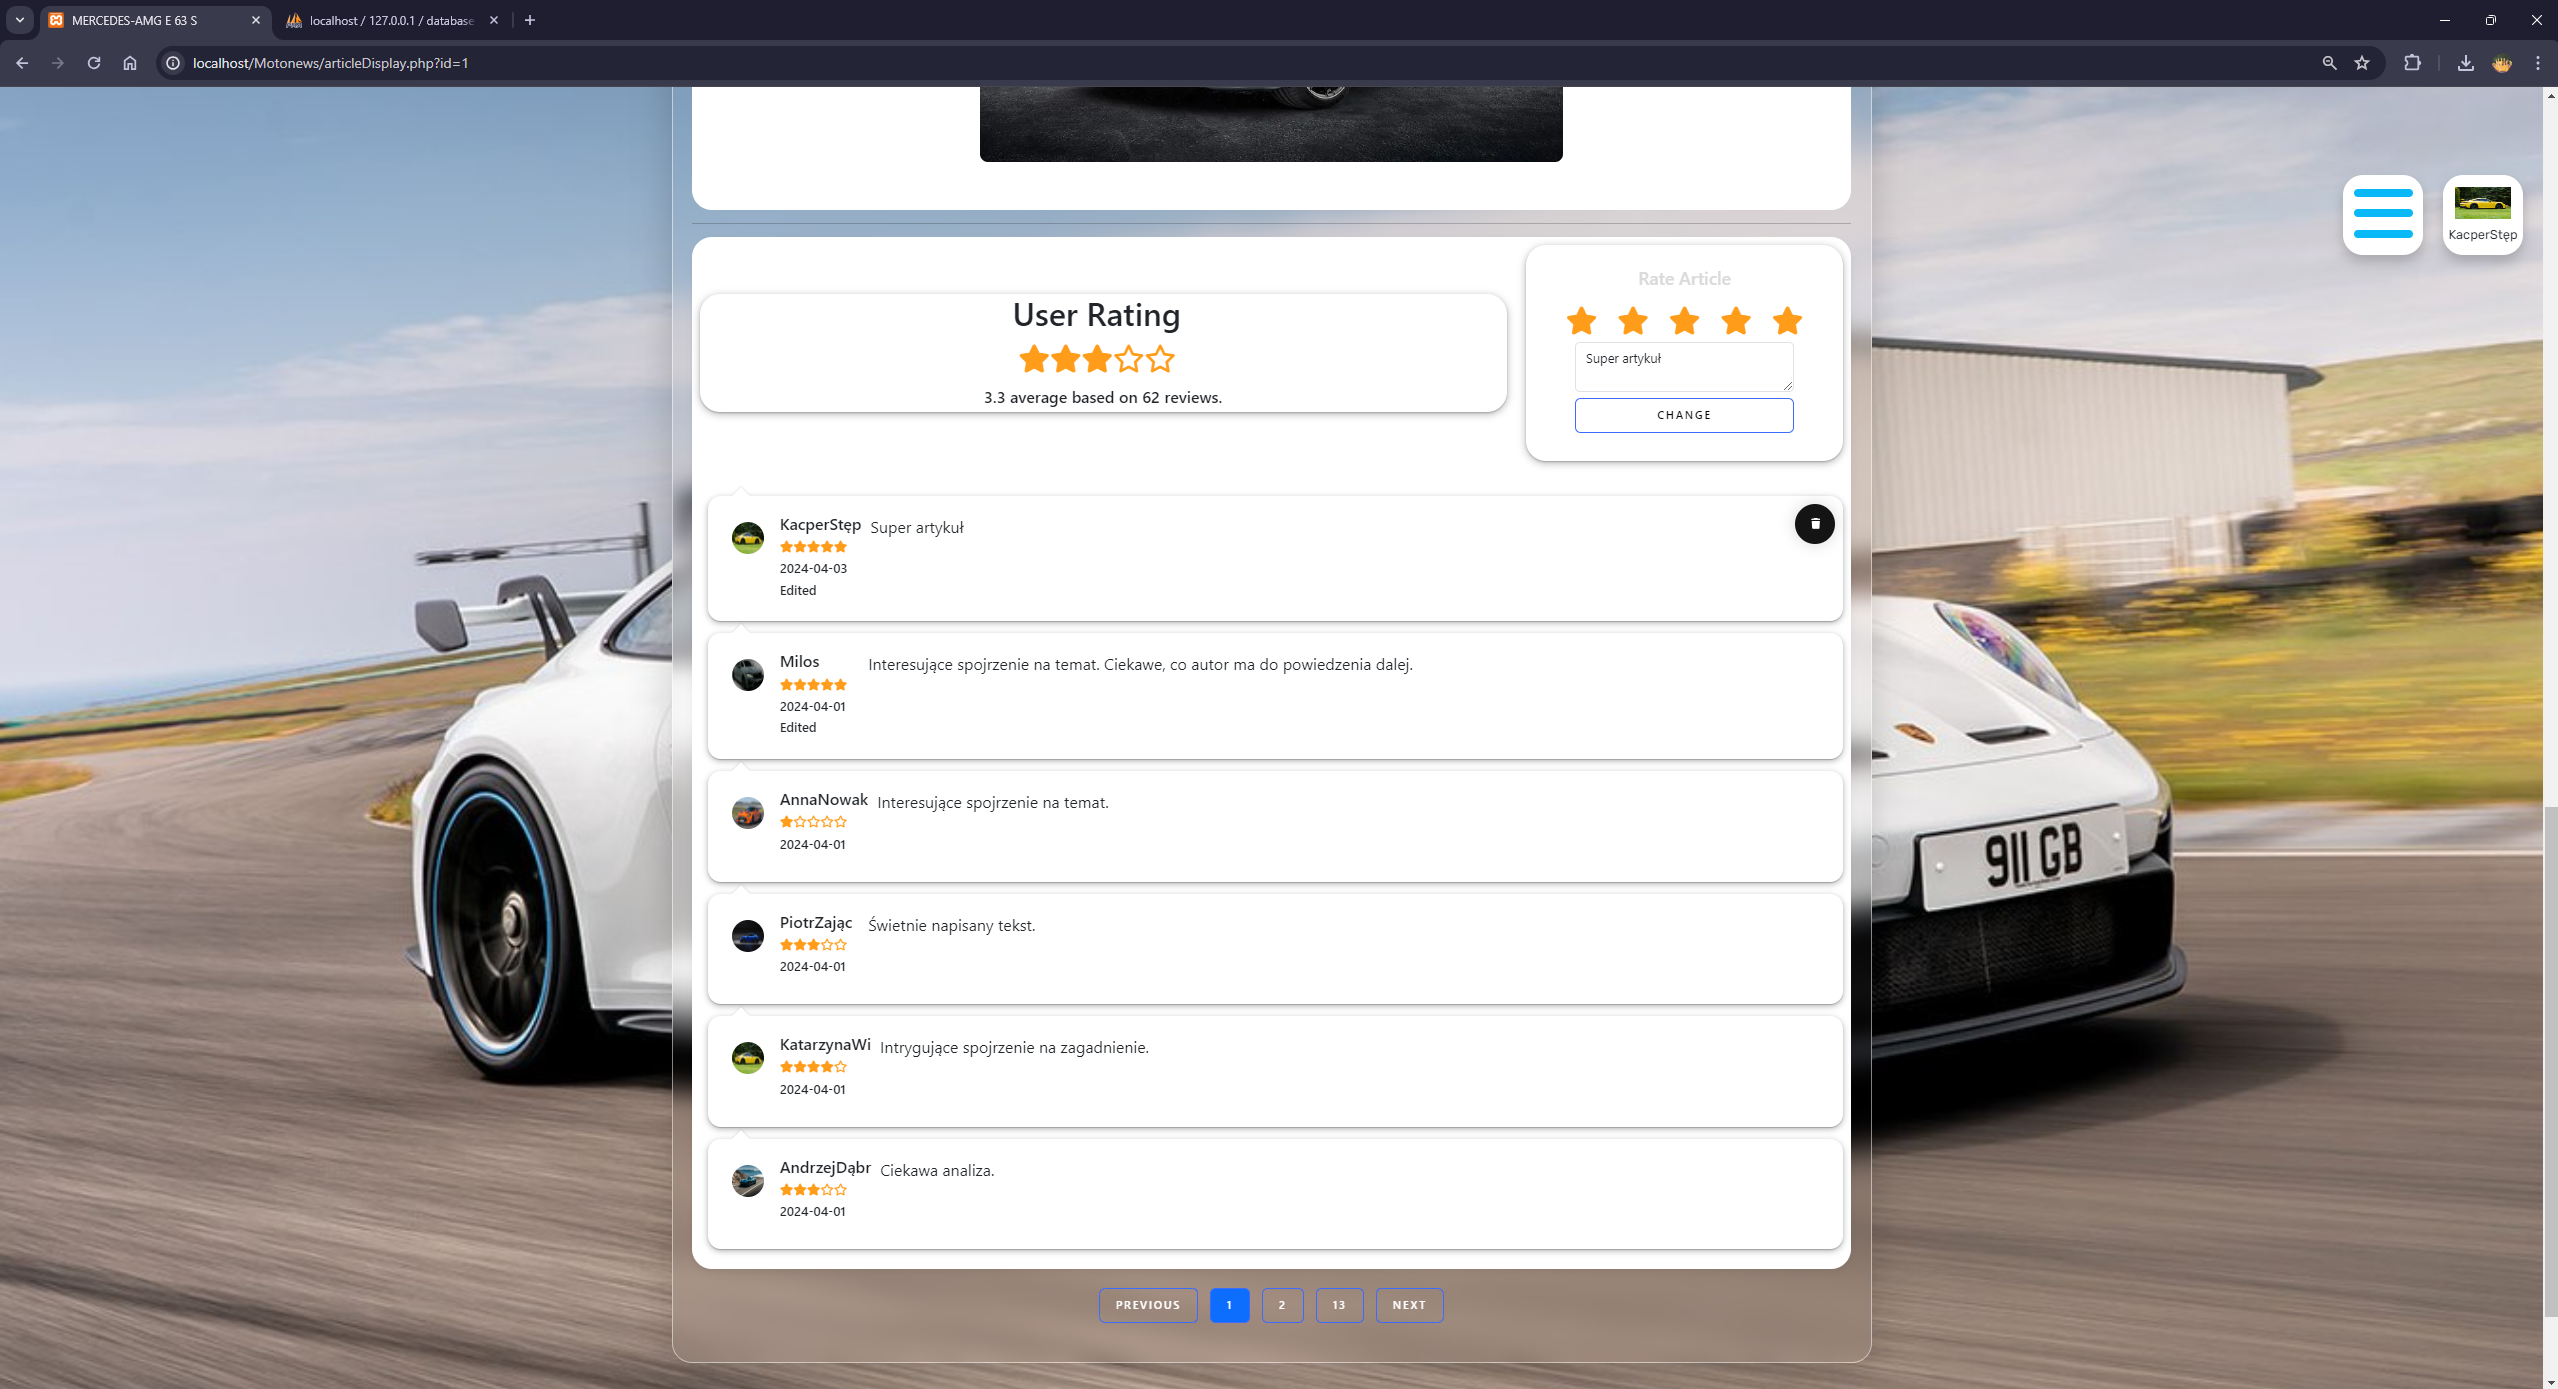 MERCEDES-AMG E 63 S
localhost / 127.0.0.1 / database
localhost/Motonews/articleDisplay.php?id=1
KacperStęp
Rate Article
User Rating
Super artykuł
3.3 average based on 62 reviews.
CHANGE
KacperStęp Super artykuł
2024-04-03
Edited
Milos Interesujące spojrzenie na temat. Ciekawe, co autor ma do powiedzenia dalej.
2024-04-01
Edited
AnnaNowak Interesujące spojrzenie na temat.
2024-04-01
PiotrZając Świetnie napisany tekst.
2024-04-01
KatarzynaWi Intrygujące spojrzenie na zagadnienie.
2024-04-01
AndrzejDąbr Ciekawa analiza.
2024-04-01
PREVIOUS 1 2 13 NEXT
911 GB